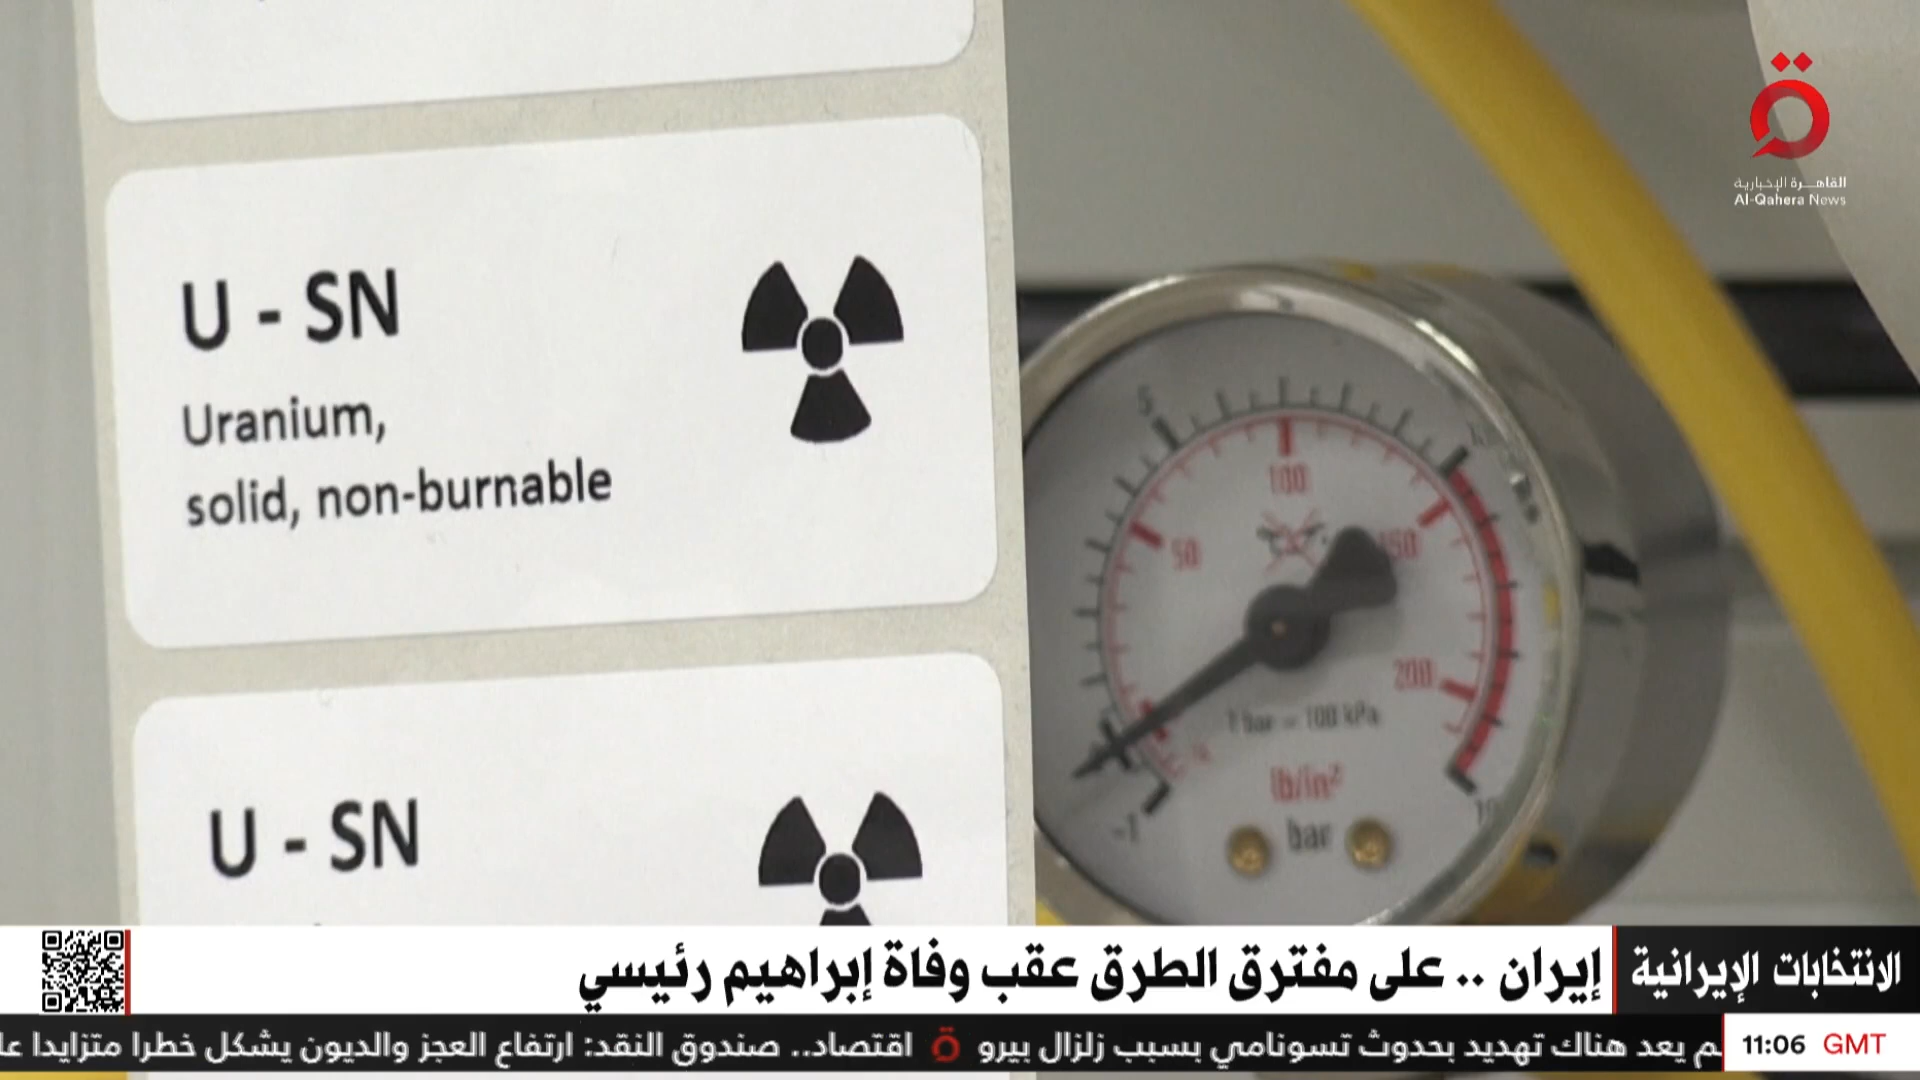 القاهرة الإخبارية
Al-Qahera News
U - SN
Uranium,
solid, non-burnable
U - SN
5
50
100
150
200
1 bar = 100 kPa
lb/in²
bar
-1
الانتخابات الإيرانية
إيران .. على مفترق الطرق عقب وفاة إبراهيم رئيسي
يعد هناك تهديد بحدوث تسونامي بسبب زلزال بيرو
اقتصاد.. صندوق النقد: ارتفاع العجز والديون يشكل خطرا متزايدا
11:06 GMT